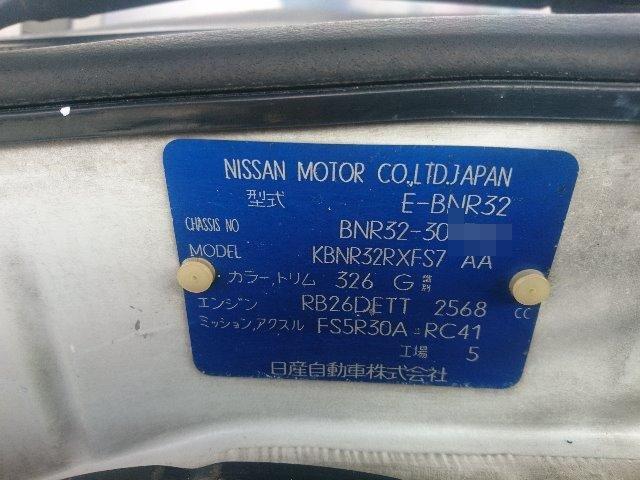 NISSAN MOTOR CO.,LTD.JAPAN
型式 E-BNR32
CHASSIS NO BNR32-30
MODEL KBNR32RXFS7 AA
カラー,トリム 326 G 識別
エンジン RB26DETT 2568 CC
ミッション,アクスル FS5R30A RC41
工場 5
日産自動車株式会社